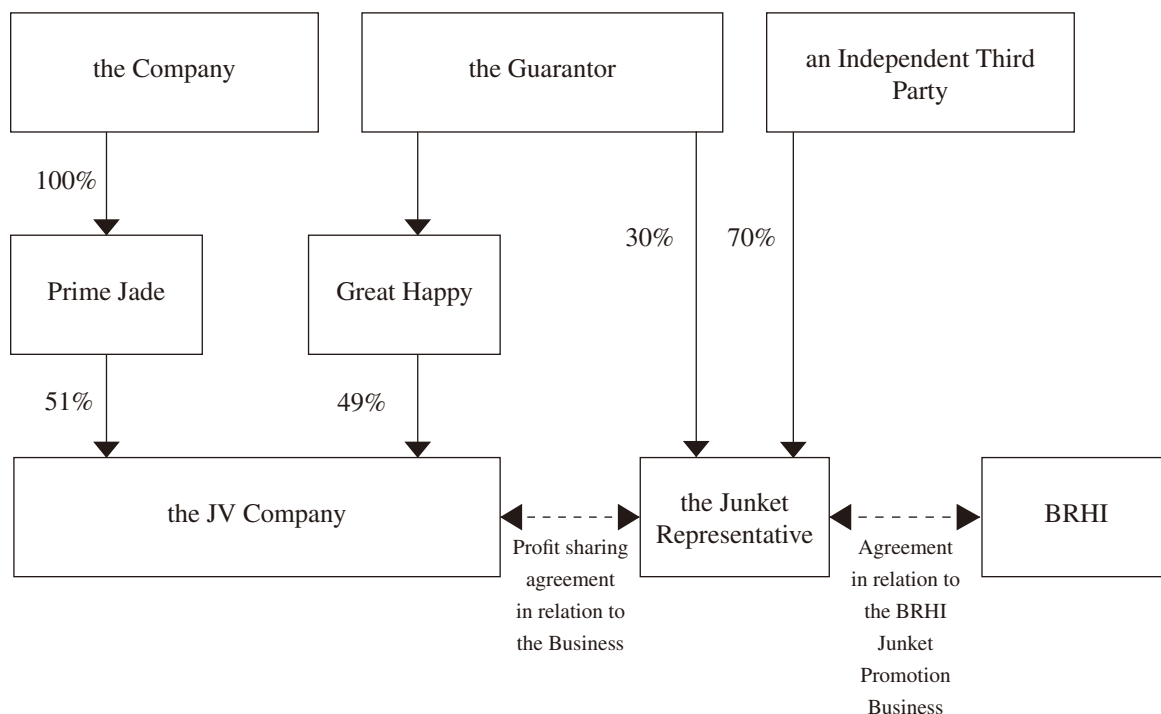 the Company
the Guarantor
an Independent Third
Party
100%
30%
70%
Prime Jade
Great Happy
51%
49%
the JV Company
the Junket
Representative
BRHI
Profit sharing
agreement
in relation to
the Business
Agreement
in relation to
the BRHI
Junket
Promotion
Business